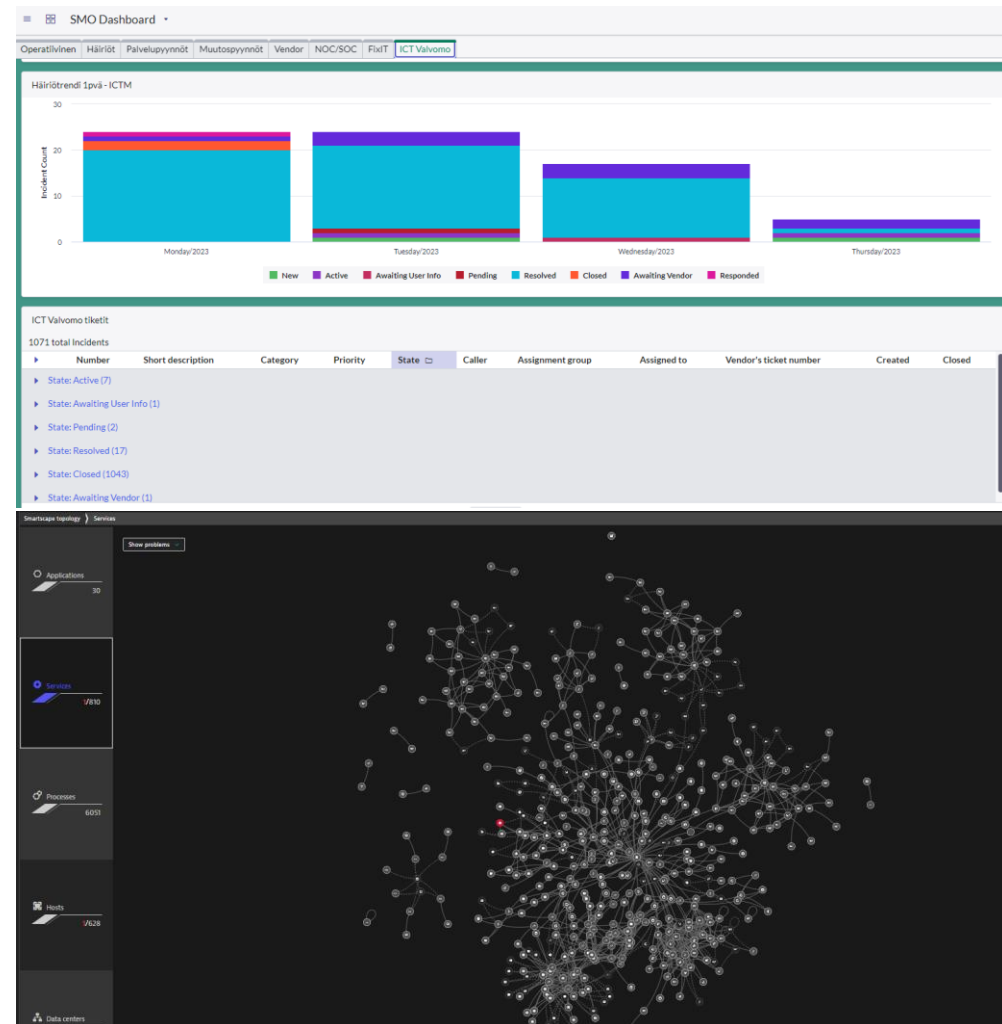 SMO Dashboard
Operatiivinen Häiriöt Palvelupyynnöt Muutospyynnöt Vendor NOC/SOC FixIT ICT Valvomo
Häiriötrendi 1pvä - ICTM
30
20
10
0
Incident Count
Monday/2023 Tuesday/2023 Wednesday/2023 Thursday/2023
New Active Awaiting User Info Pending Resolved Closed Awaiting Vendor Responded
ICT Valvomo tiketit
1071 total Incidents
Number Short description Category Priority State Caller Assignment group Assigned to Vendor's ticket number Created Closed
State: Active (7)
State: Awaiting User Info (1)
State: Pending (2)
State: Resolved (17)
State: Closed (1043)
State: Awaiting Vendor (1)
Smartscape topology Services
Show problems
Applications
30
Services
1/810
Processes
6051
Hosts
1/628
Data centers